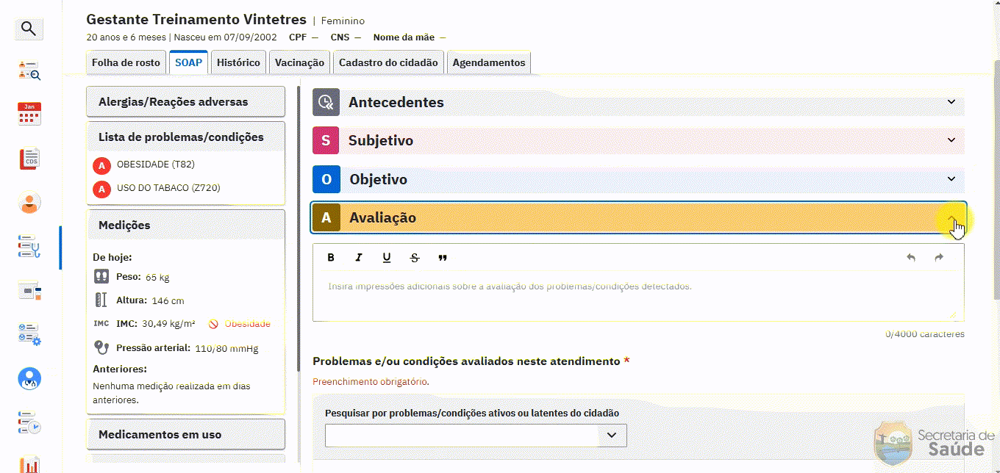 Gestante Treinamento Vintetres | Feminino
20 anos e 6 meses | Nasceu em 07/09/2002 CPF – CNS – Nome da mãe –
Folha de rosto SOAP Histórico Vacinação Cadastro do cidadão Agendamentos
Jan
CDS
Alergias/Reações adversas
Lista de problemas/condições
A OBESIDADE (T82)
A USO DO TABACO (Z720)
Medições
De hoje:
Peso: 65 kg
Altura: 146 cm
IMC IMC: 30,49 kg/m² Obesidade
Pressão arterial: 110/80 mmHg
Anteriores:
Nenhuma medição realizada em dias
anteriores.
Medicamentos em uso
Antecedentes
S Subjetivo
O Objetivo
A Avaliação
B I U S
Insira impressões adicionais sobre a avaliação dos problemas/condições detectados.
0/4000 caracteres
Problemas e/ou condições avaliados neste atendimento *
Preenchimento obrigatório.
Pesquisar por problemas/condições ativos ou latentes do cidadão
Secretaria de
Saúde